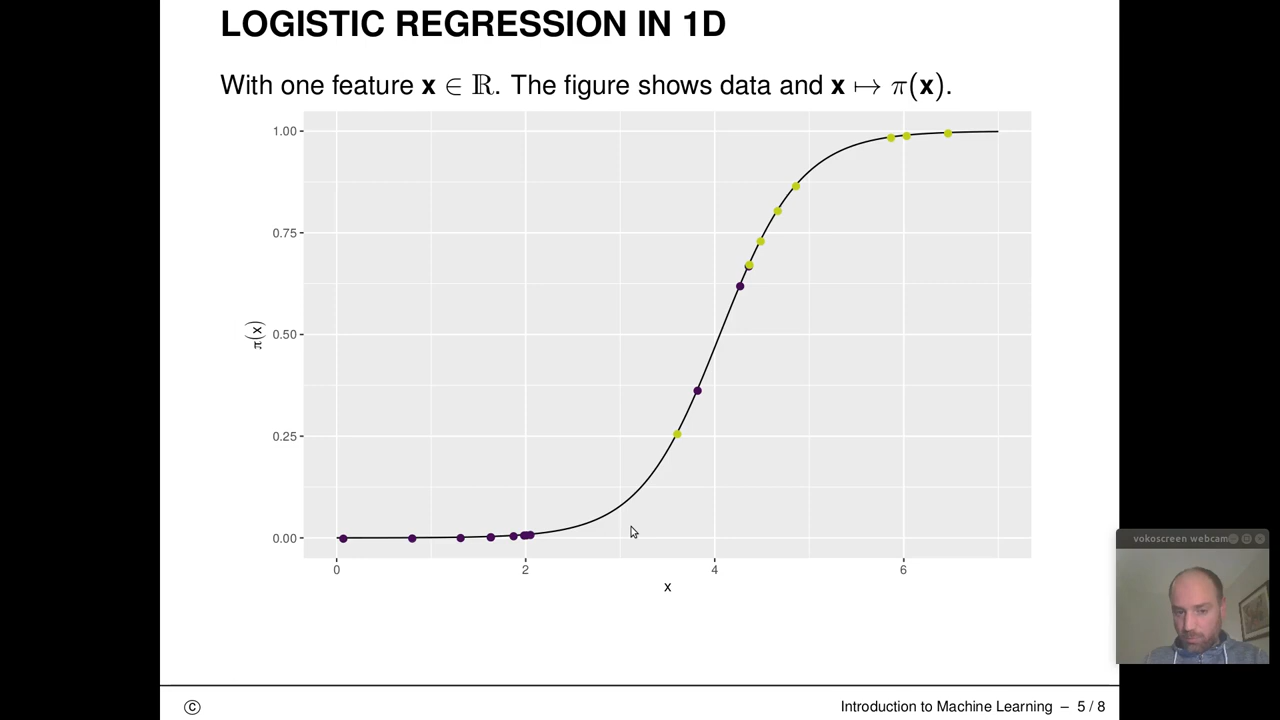 LOGISTIC REGRESSION IN 1D
With one feature x ∈ ℝ. The figure shows data and x ↦ π(x).
1.00
0.75
0.50
0.25
0.00
π(x)
0 2 4 6
x
vokoscreen webcam
© Introduction to Machine Learning – 5 / 8